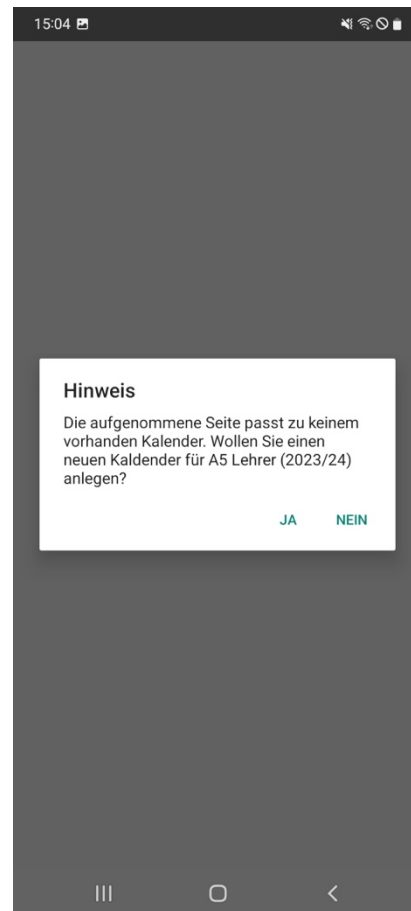 15:04
Hinweis
Die aufgenommene Seite passt zu keinem
vorhanden Kalender. Wollen Sie einen
neuen Kaldender für A5 Lehrer (2023/24)
anlegen?
JA NEIN